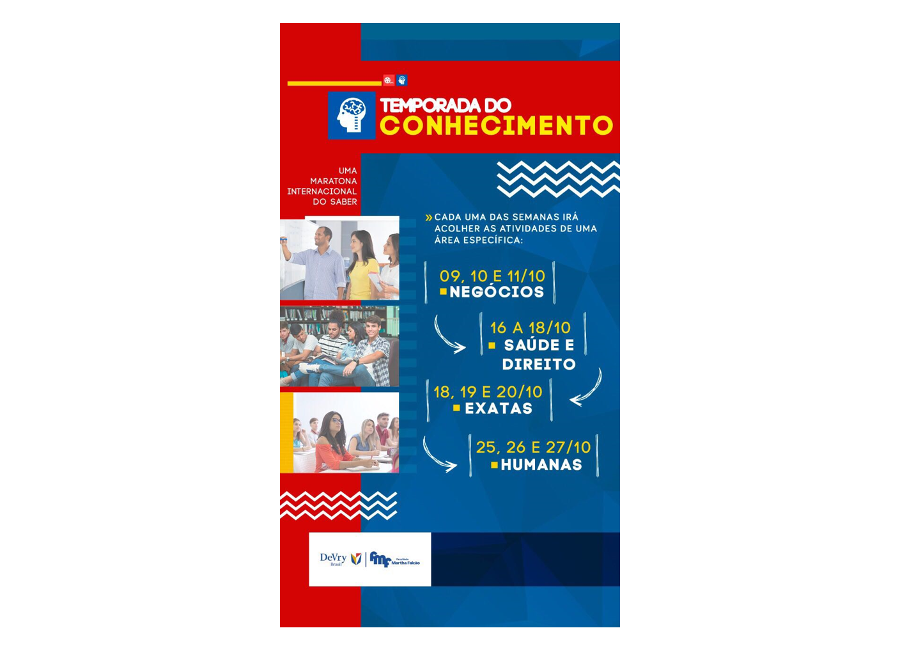 TEMPORADA DO
CONHECIMENTO
UMA
MARATONA
INTERNACIONAL
DO SABER
» CADA UMA DAS SEMANAS IRÁ
ACOLHER AS ATIVIDADES DE UMA
ÁREA ESPECÍFICA:
09, 10 E 11/10
NEGÓCIOS
16 A 18/10
SAÚDE E
DIREITO
18, 19 E 20/10
EXATAS
25, 26 E 27/10
HUMANAS
DeVry
Brasil
fmf
Martha Falcão